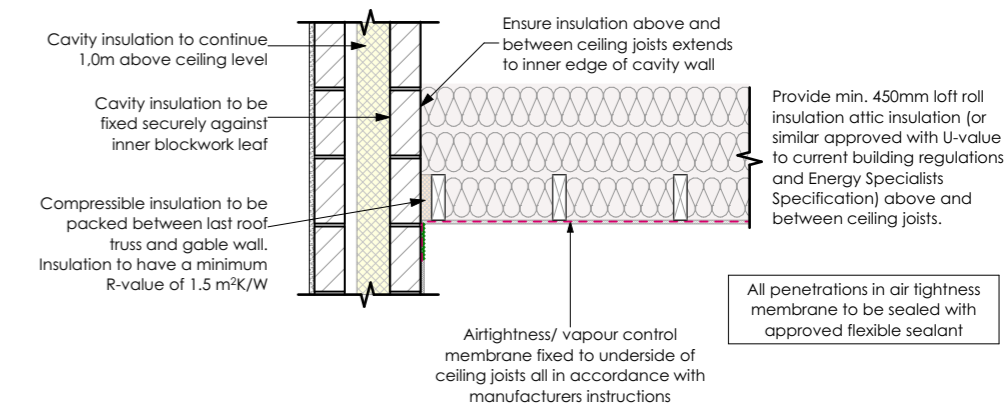 Cavity insulation to continue
1,0m above ceiling level
Cavity insulation to be
fixed securely against
inner blockwork leaf
Compressible insulation to be
packed between last roof
truss and gable wall.
Insulation to have a minimum
R-value of 1.5 m²K/W
Ensure insulation above and
between ceiling joists extends
to inner edge of cavity wall
Provide min. 450mm loft roll
insulation attic insulation (or
similar approved with U-value
to current building regulations
and Energy Specialists
Specification) above and
between ceiling joists.
All penetrations in air tightness
membrane to be sealed with
approved flexible sealant
Airtightness/ vapour control
membrane fixed to underside of
ceiling joists all in accordance with
manufacturers instructions